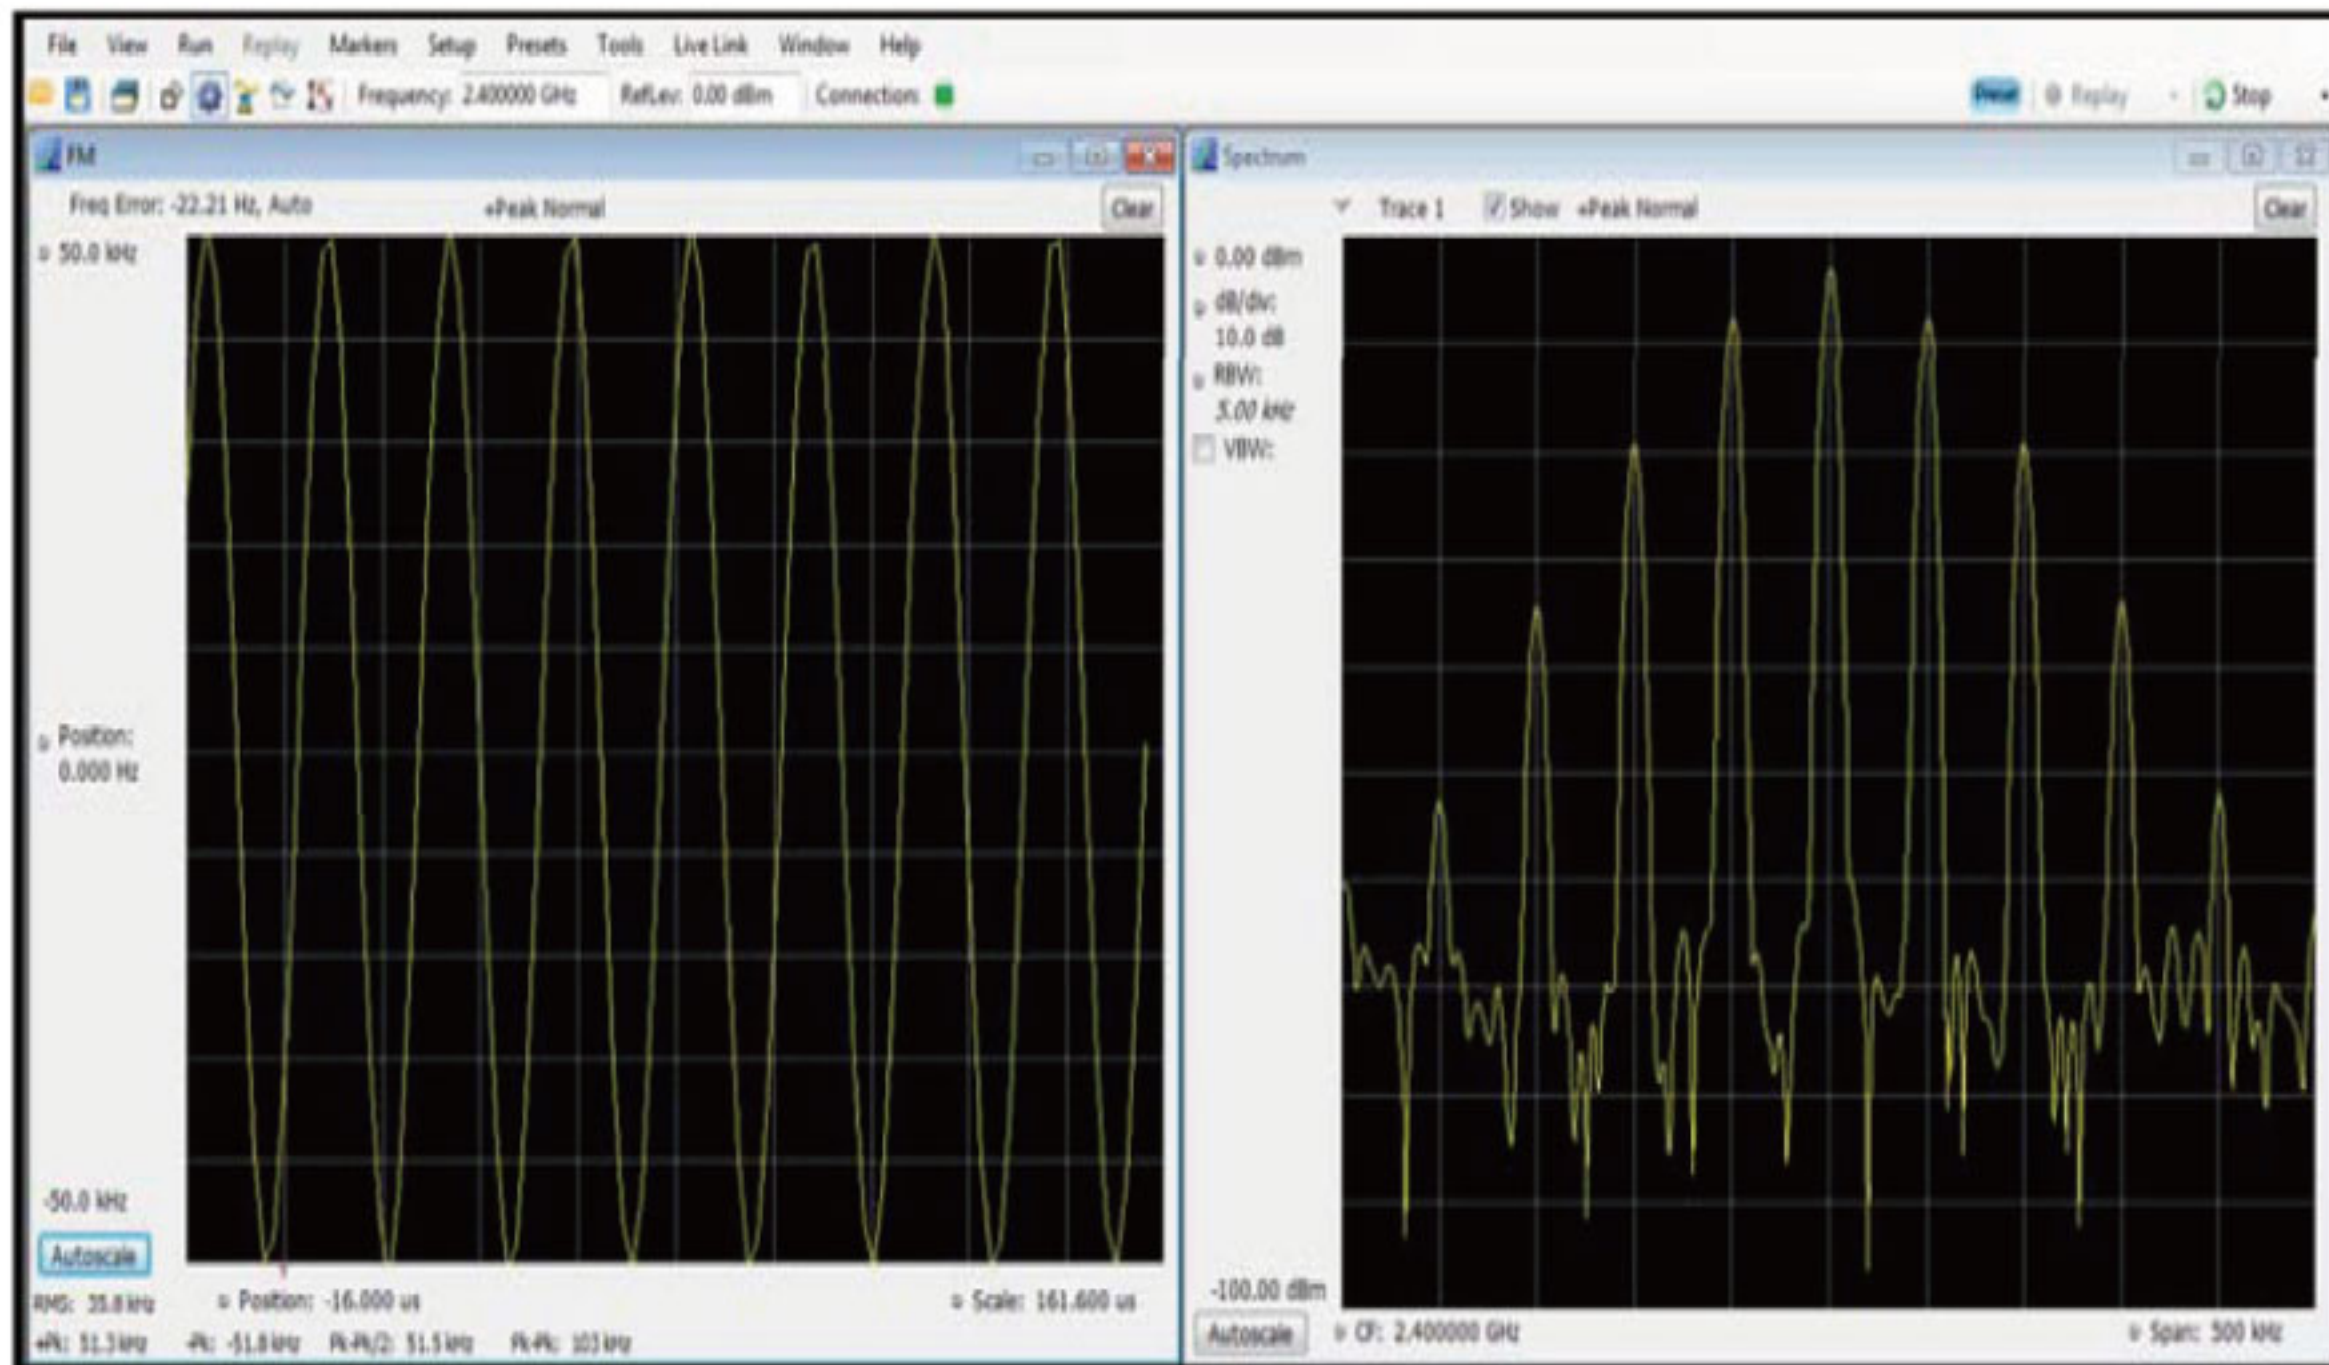 File View Run Replay Markers Setup Presets Tools Live Link Window Help
Frequency: 2.400000 GHz RefLev: 0.00 dBm Connection: Preset Replay Stop
FM
Freq Error: -22.21 Hz, Auto +Peak Normal Clear
50.0 kHz
Position:
0.000 Hz
-50.0 kHz
Autoscale
Position: -16.000 us Scale: 161.600 us
RMS: 35.8 kHz
+Pk: 51.3 kHz -Pk: -51.8 kHz Pk-Pk/2: 51.5 kHz Pk-Pk: 103 kHz
Spectrum
Trace 1 Show +Peak Normal Clear
0.00 dBm
dB/div:
10.0 dB
RBW:
5.00 kHz
VBW:
-100.00 dBm
Autoscale CF: 2.400000 GHz Span: 500 kHz